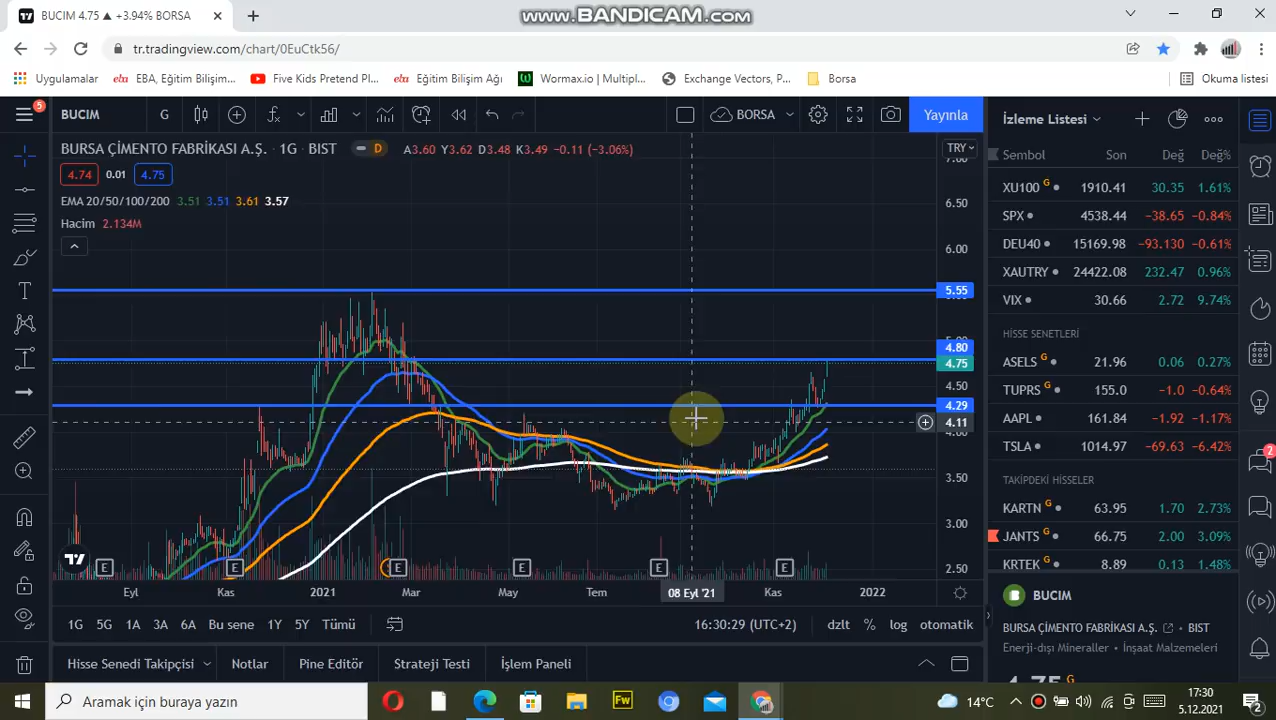 BUCIM 4.75 ▲ +3.94% BORSA
www.BANDICAM.com
tr.tradingview.com/chart/0EuCtk56/
Uygulamalar
EBA, Eğitim Bilişim...
Five Kids Pretend Pl...
Eğitim Bilişim Ağı
Wormax.io | Multipl...
Exchange Vectors, P...
Borsa
Okuma listesi
5
BUCIM
G
BORSA
Yayınla
İzleme Listesi
BURSA ÇİMENTO FABRİKASI A.Ş. · 1G · BIST
D
A3.60 Y3.62 D3.48 K3.49 -0.11 (-3.06%)
TRY
4.74 0.01 4.75
EMA 20/50/100/200 3.51 3.51 3.61 3.57
Hacim 2.134M
7.00
6.50
6.00
5.55
5.00
4.80
4.75
4.50
4.29
4.11
4.00
3.50
3.00
2.50
E E E E E E
Eyl Kas 2021 Mar May Tem 08 Eyl '21 Kas 2022
1G 5G 1A 3A 6A Bu sene 1Y 5Y Tümü
16:30:29 (UTC+2) dzlt % log otomatik
Hisse Senedi Takipçisi Notlar Pine Editör Strateji Testi İşlem Paneli
Sembol Son Değ Değ%
XU100 G 1910.41 30.35 1.61%
SPX 4538.44 -38.65 -0.84%
DEU40 15169.98 -93.130 -0.61%
XAUTRY 24422.08 232.47 0.96%
VIX 30.66 2.72 9.74%
HİSSE SENETLERİ
ASELS G 21.96 0.06 0.27%
TUPRS G 155.0 -1.0 -0.64%
AAPL 161.84 -1.92 -1.17%
TSLA 1014.97 -69.63 -6.42%
TAKİPDEKİ HİSSELER
KARTN G 63.95 1.70 2.73%
JANTS G 66.75 2.00 3.09%
KRTEK G 8.89 0.13 1.48%
BUCIM
BURSA ÇİMENTO FABRİKASI A.Ş. · BIST
Enerji-dışı Mineraller · İnşaat Malzemeleri
4.75 G
2
Aramak için buraya yazın
Fw
14°C
17:30
5.12.2021
2